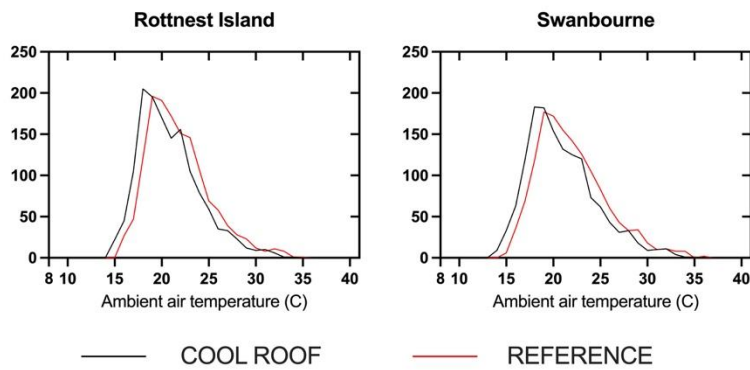 Rottnest Island
250
200
150
100
50
0
8 10 15 20 25 30 35 40
Ambient air temperature (C)
Swanbourne
250
200
150
100
50
0
8 10 15 20 25 30 35 40
Ambient air temperature (C)
COOL ROOF REFERENCE